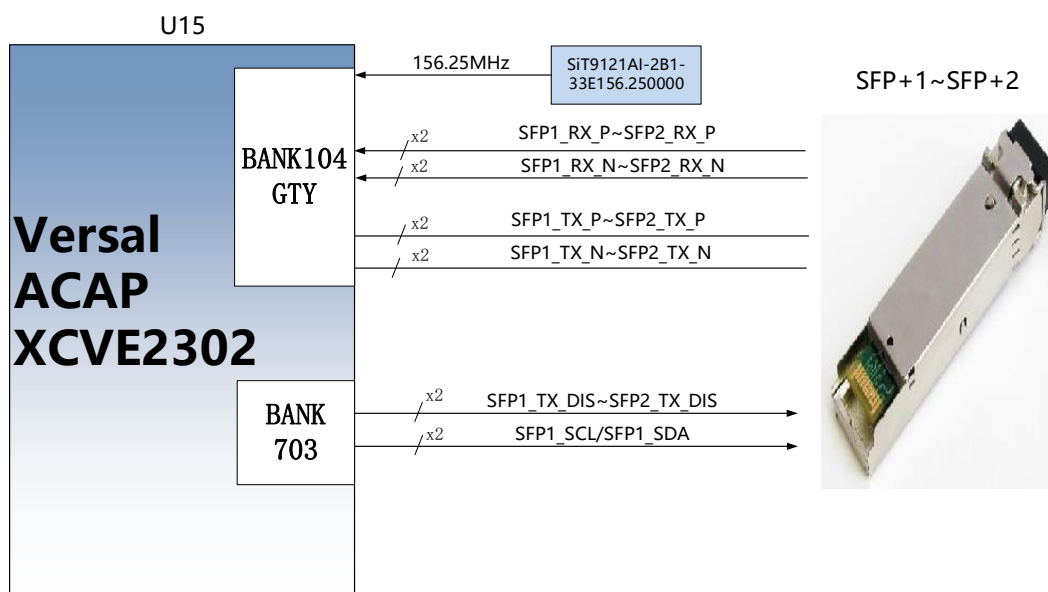 U15
156.25MHz
SiT9121AI-2B1-
33E156.250000
SFP+1~SFP+2
BANK104
GTY
x2
SFP1_RX_P~SFP2_RX_P
x2
SFP1_RX_N~SFP2_RX_N
x2
SFP1_TX_P~SFP2_TX_P
x2
SFP1_TX_N~SFP2_TX_N
Versal
ACAP
XCVE2302
BANK
703
x2
SFP1_TX_DIS~SFP2_TX_DIS
x2
SFP1_SCL/SFP1_SDA